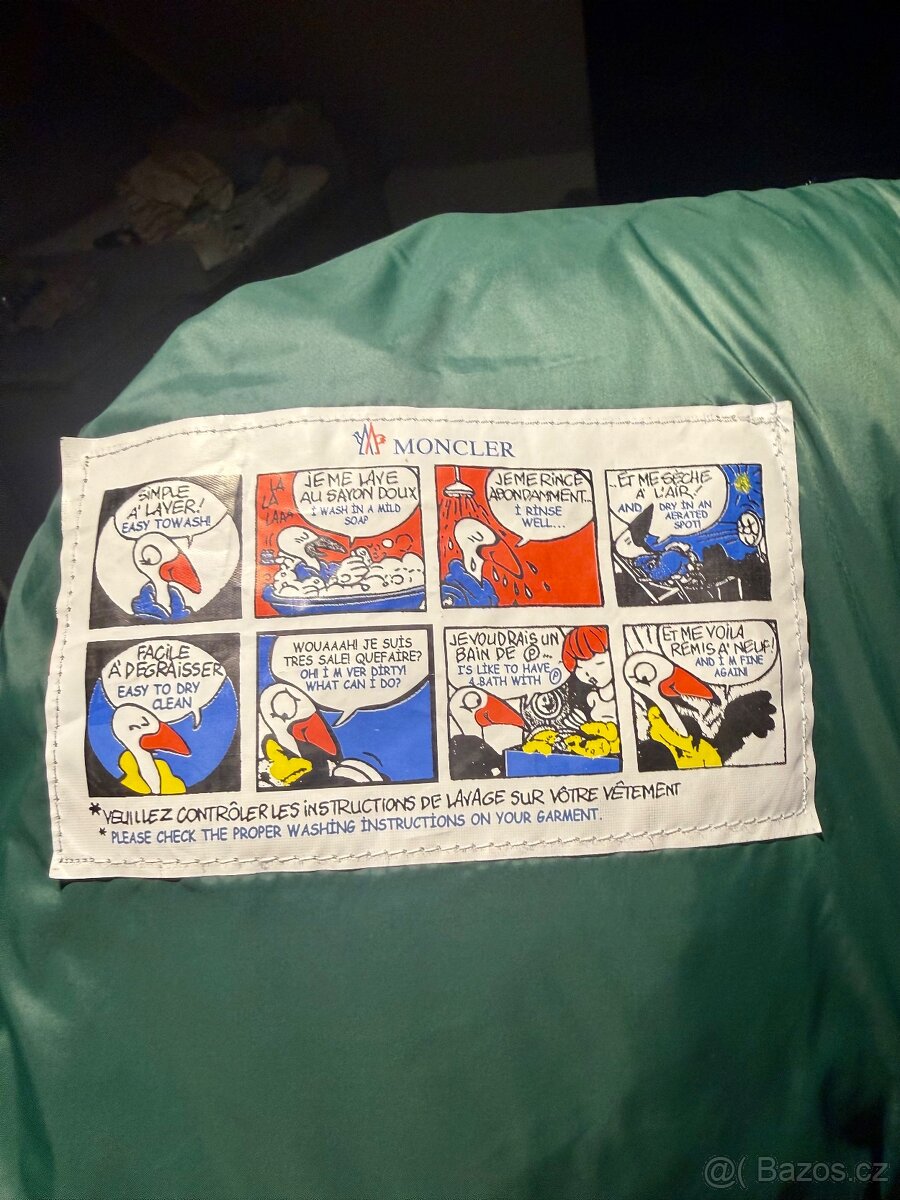 MONCLER
SIMPLE
A' LAVER!
EASY TOWASH!
LA
LA
LAAA
JE ME LAVE
AU SAVON DOUX
I WASH IN A MILD
SOAP
JE ME RINCE
ABONDAMMENT...
I RINSE
WELL...
...ET ME SÈCHE
A' L'AIR!
AND DRY IN AN
AERATED
SPOT!
FACILE
A' DEGRAISSER
EASY TO DRY
CLEAN
WOUAAAH! JE SUIS
TRES SALE! QUE FAIRE?
OH! I'M VER DIRTY!
WHAT CAN I DO?
JE VOUDRAIS UN
BAIN DE Ⓟ...
I'S LIKE TO HAVE
A BATH WITH Ⓟ
ET ME VOILA
REMIS A' NEUF!
AND I'M FINE
AGAIN!
*VEUILLEZ CONTRÔLER LES INSTRUCTIONS DE LAVAGE SUR VÔTRE VÊTEMENT
* PLEASE CHECK THE PROPER WASHING INSTRUCTIONS ON YOUR GARMENT.
@( Bazos.cz